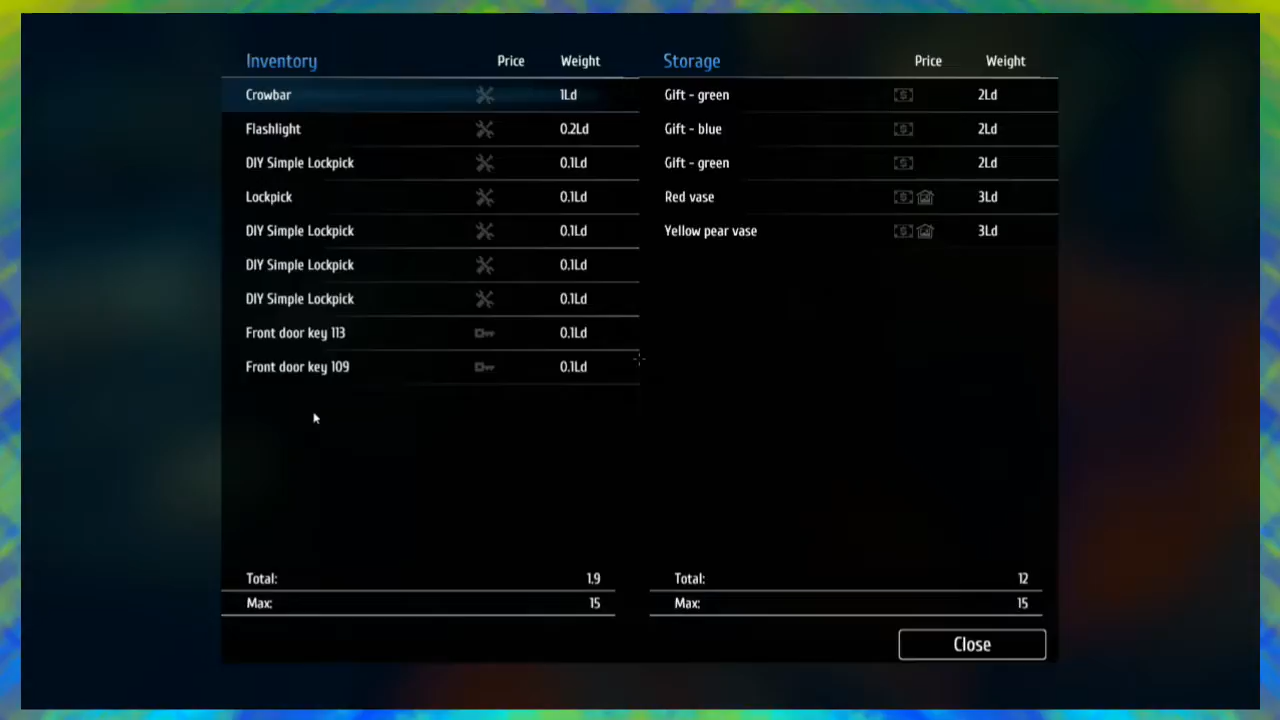 Inventory Price Weight
Crowbar 1Ld
Flashlight 0.2Ld
DIY Simple Lockpick 0.1Ld
Lockpick 0.1Ld
DIY Simple Lockpick 0.1Ld
DIY Simple Lockpick 0.1Ld
DIY Simple Lockpick 0.1Ld
Front door key 113 0.1Ld
Front door key 109 0.1Ld
Total: 1.9
Max: 15
Storage Price Weight
Gift - green 2Ld
Gift - blue 2Ld
Gift - green 2Ld
Red vase 3Ld
Yellow pear vase 3Ld
Total: 12
Max: 15
Close